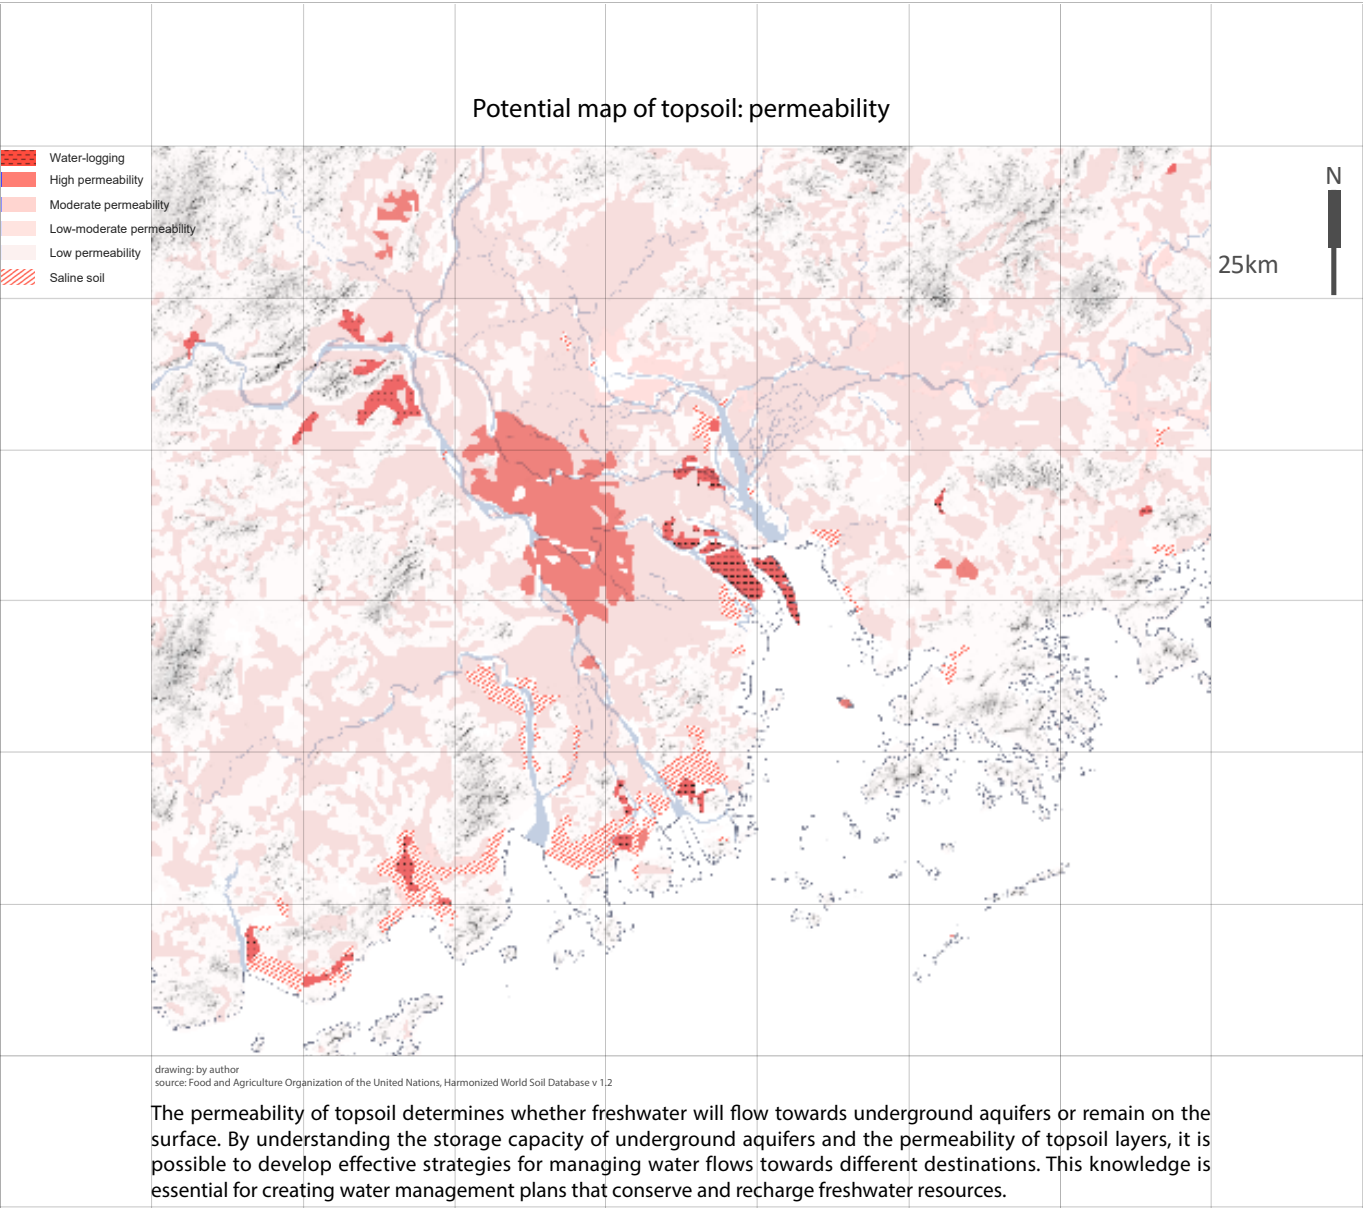 Potential map of topsoil: permeability
Water-logging
High permeability
Moderate permeability
Low-moderate permeability
Low permeability
Saline soil
N
25km
drawing: by author
source: Food and Agriculture Organization of the United Nations, Harmonized World Soil Database v 1.2
The permeability of topsoil determines whether freshwater will flow towards underground aquifers or remain on the
surface. By understanding the storage capacity of underground aquifers and the permeability of topsoil layers, it is
possible to develop effective strategies for managing water flows towards different destinations. This knowledge is
essential for creating water management plans that conserve and recharge freshwater resources.